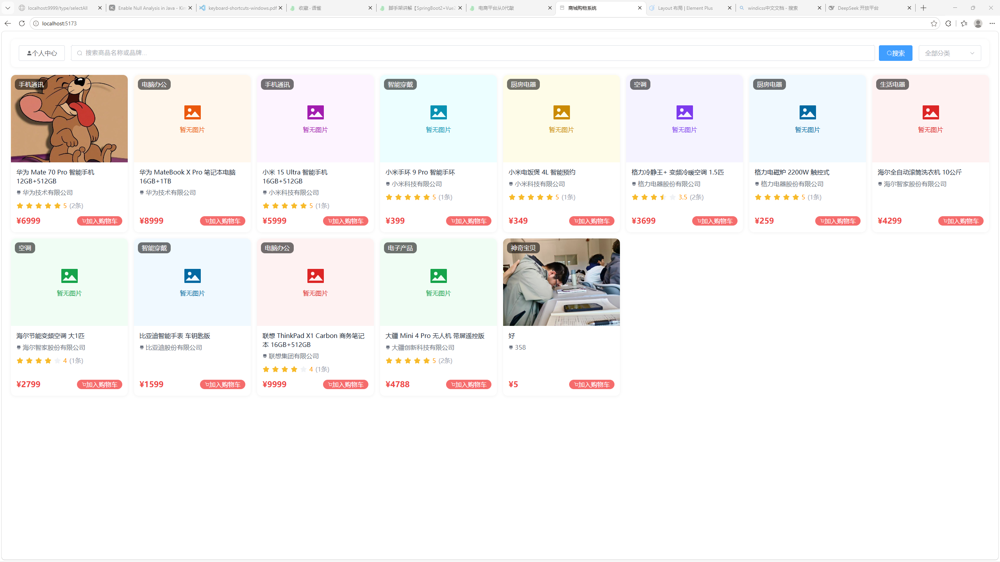 localhost:9999/type/selectAll
Enable Null Analysis in Java - Kim
keyboard-shortcuts-windows.pdf
收藏 · 语雀
脚手架讲解【SpringBoot2+Vue2
电商平台从0代敲
商城购物系统
Layout 布局 | Element Plus
windicss中文文档 - 搜索
DeepSeek 开放平台
localhost:5173
个人中心
搜索商品名称或品牌...
搜索
全部分类
手机通讯
华为 Mate 70 Pro 智能手机
12GB+512GB
华为技术有限公司
5 (2条)
¥6999
加入购物车
电脑办公
暂无图片
华为 MateBook X Pro 笔记本电脑
16GB+1TB
华为技术有限公司
¥8999
加入购物车
手机通讯
暂无图片
小米 15 Ultra 智能手机
16GB+512GB
小米科技有限公司
5 (1条)
¥5999
加入购物车
智能穿戴
暂无图片
小米手环 9 Pro 智能手环
小米科技有限公司
5 (1条)
¥399
加入购物车
厨房电器
暂无图片
小米电饭煲 4L 智能预约
小米科技有限公司
5 (1条)
¥349
加入购物车
空调
暂无图片
格力冷静王+ 变频冷暖空调 1.5匹
格力电器股份有限公司
3.5 (2条)
¥3699
加入购物车
厨房电器
暂无图片
格力电磁炉 2200W 触控式
格力电器股份有限公司
5 (1条)
¥259
加入购物车
生活电器
暂无图片
海尔全自动滚筒洗衣机 10公斤
海尔智家股份有限公司
¥4299
加入购物车
空调
暂无图片
海尔节能变频空调 大1匹
海尔智家股份有限公司
4 (1条)
¥2799
加入购物车
智能穿戴
暂无图片
比亚迪智能手表 车钥匙版
比亚迪股份有限公司
¥1599
加入购物车
电脑办公
暂无图片
联想 ThinkPad X1 Carbon 商务笔记
本 16GB+512GB
联想集团有限公司
4 (1条)
¥9999
加入购物车
电子产品
暂无图片
大疆 Mini 4 Pro 无人机 带屏遥控版
大疆创新科技有限公司
5 (2条)
¥4788
加入购物车
神奇宝贝
好
358
¥5
加入购物车